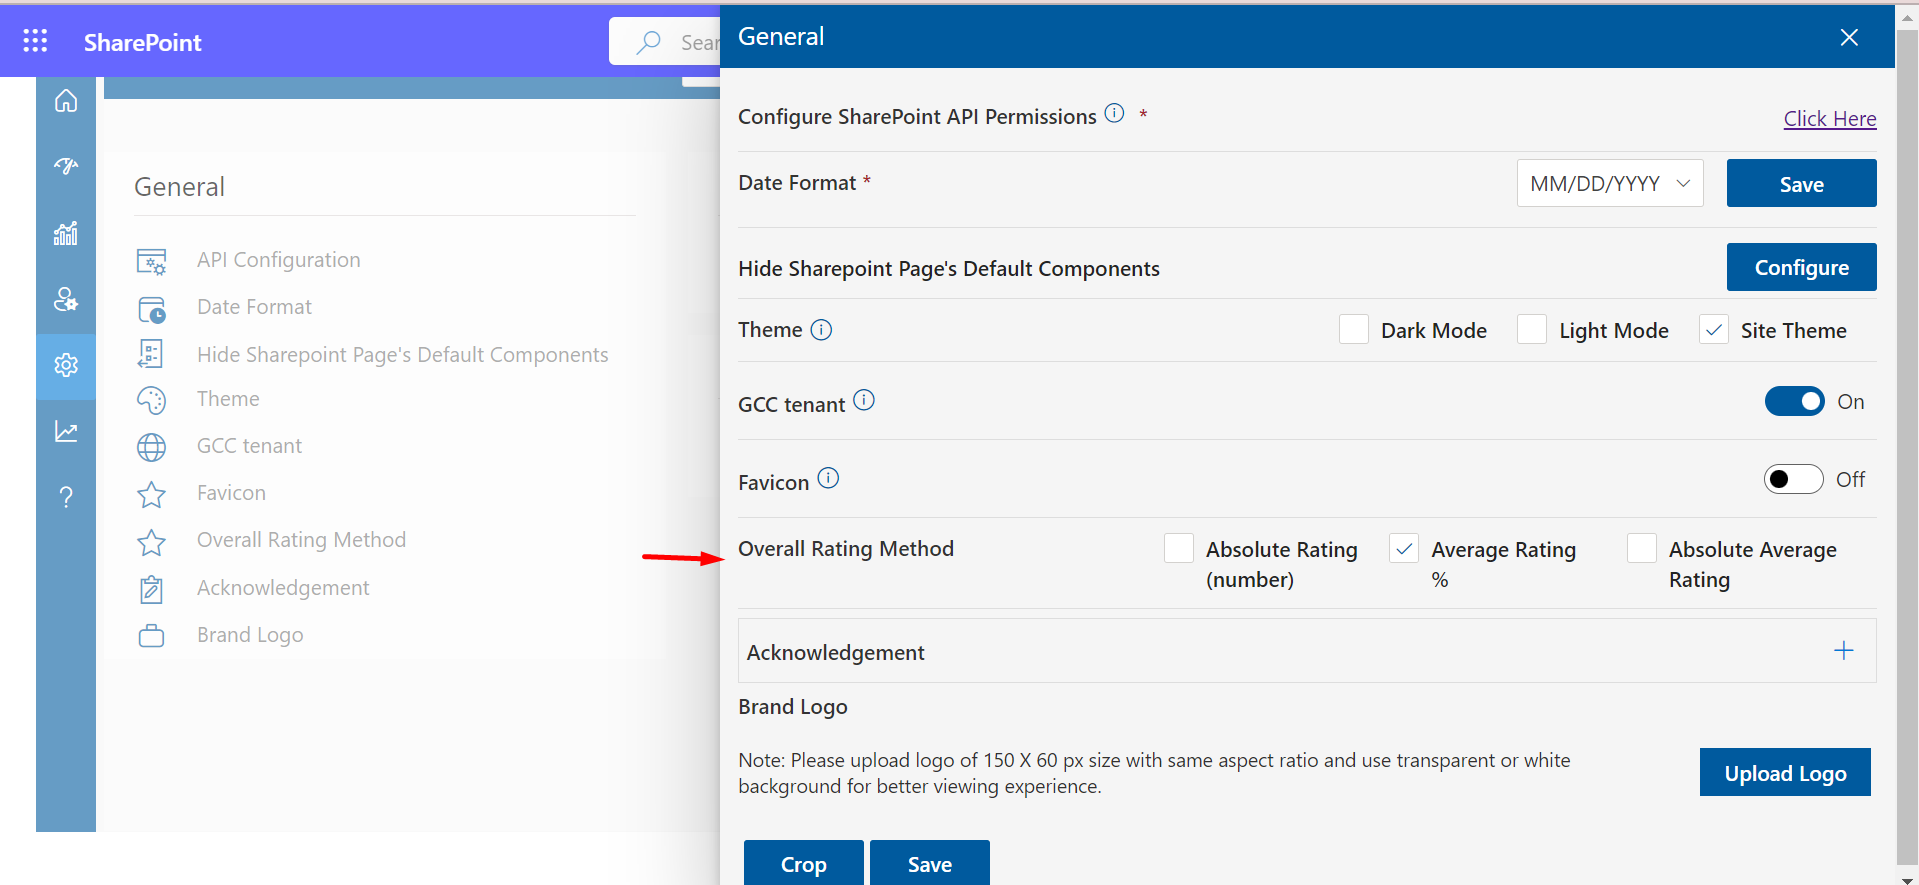 SharePoint
Sear
General
Configure SharePoint API Permissions *
Click Here
Date Format *
MM/DD/YYYY
Save
Hide Sharepoint Page's Default Components
Configure
Theme
Dark Mode
Light Mode
Site Theme
GCC tenant
On
Favicon
Off
Overall Rating Method
Absolute Rating
(number)
Average Rating
%
Absolute Average
Rating
Acknowledgement
Brand Logo
Note: Please upload logo of 150 X 60 px size with same aspect ratio and use transparent or white
background for better viewing experience.
Upload Logo
Crop
Save
General
API Configuration
Date Format
Hide Sharepoint Page's Default Components
Theme
GCC tenant
Favicon
Overall Rating Method
Acknowledgement
Brand Logo